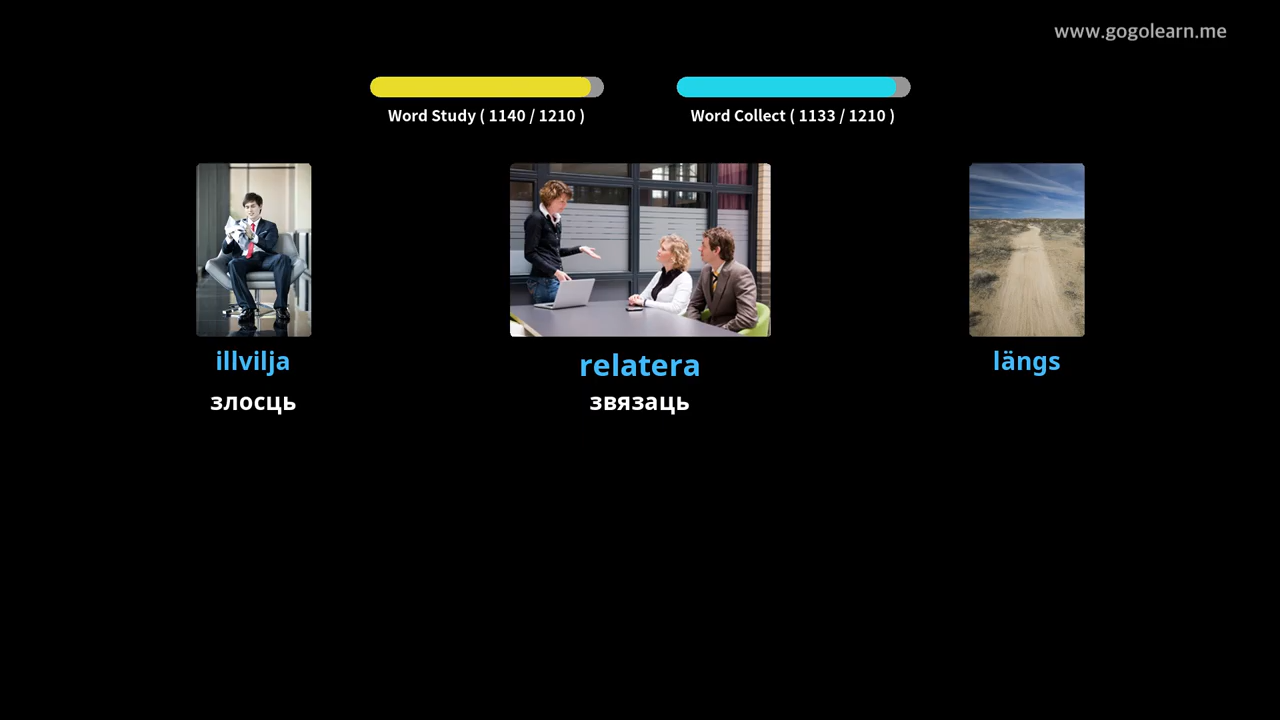 www.gogolearn.me
Word Study ( 1140 / 1210 )
Word Collect ( 1133 / 1210 )
illvilja
relatera
längs
злосць
звязаць